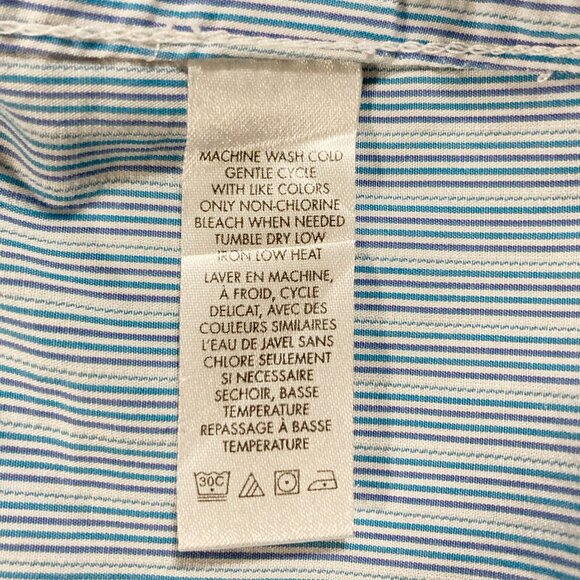 MACHINE WASH COLD
GENTLE CYCLE
WITH LIKE COLORS
ONLY NON-CHLORINE
BLEACH WHEN NEEDED
TUMBLE DRY LOW
IRON LOW HEAT
LAVER EN MACHINE,
À FROID, CYCLE
DELICAT, AVEC DES
COULEURS SIMILAIRES
L'EAU DE JAVEL SANS
CHLORE SEULEMENT
SI NECESSAIRE
SECHOIR, BASSE
TEMPERATURE
REPASSAGE À BASSE
TEMPERATURE
30C